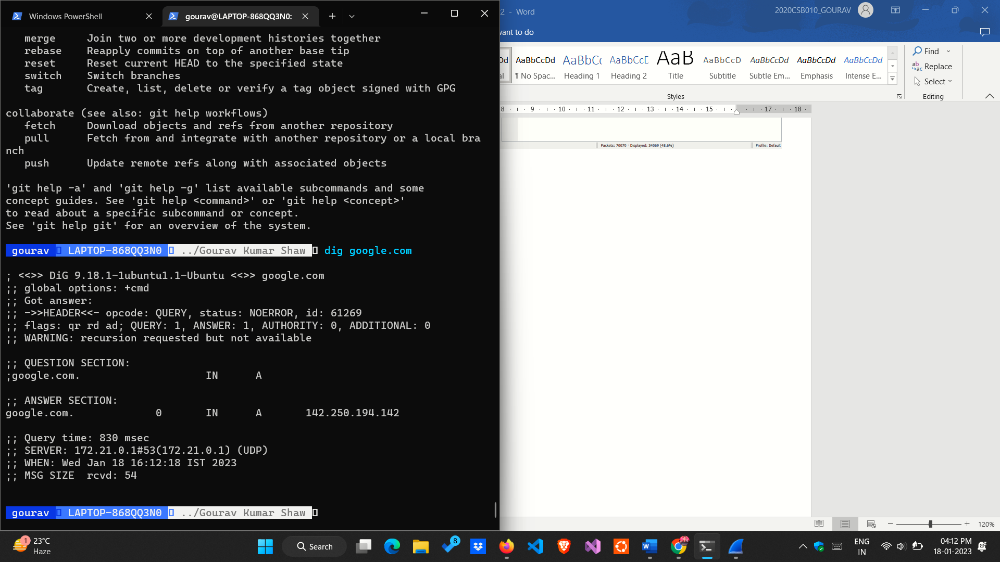 Windows PowerShell
gourav@LAPTOP-868QQ3N0:
merge Join two or more development histories together
rebase Reapply commits on top of another base tip
reset Reset current HEAD to the specified state
switch Switch branches
tag Create, list, delete or verify a tag object signed with GPG
collaborate (see also: git help workflows)
fetch Download objects and refs from another repository
pull Fetch from and integrate with another repository or a local bra
nch
push Update remote refs along with associated objects
'git help -a' and 'git help -g' list available subcommands and some
concept guides. See 'git help <command>' or 'git help <concept>'
to read about a specific subcommand or concept.
See 'git help git' for an overview of the system.
gourav LAPTOP-868QQ3N0 ../Gourav Kumar Shaw dig google.com
; <<>> DiG 9.18.1-1ubuntu1.1-Ubuntu <<>> google.com
;; global options: +cmd
;; Got answer:
;; ->>HEADER<<- opcode: QUERY, status: NOERROR, id: 61269
;; flags: qr rd ad; QUERY: 1, ANSWER: 1, AUTHORITY: 0, ADDITIONAL: 0
;; WARNING: recursion requested but not available
;; QUESTION SECTION:
;google.com. IN A
;; ANSWER SECTION:
google.com. 0 IN A 142.250.194.142
;; Query time: 830 msec
;; SERVER: 172.21.0.1#53(172.21.0.1) (UDP)
;; WHEN: Wed Jan 18 16:12:18 IST 2023
;; MSG SIZE rcvd: 54
gourav LAPTOP-868QQ3N0 ../Gourav Kumar Shaw
2 - Word
2020CSB010_GOURAV
want to do
Dd AaBbCcDd AaBbCc AaBbCcD AaB AaBbCcD AaBbCcDd AaBbCcDd AaBbCcDd
al ¶ No Spac... Heading 1 Heading 2 Title Subtitle Subtle Em... Emphasis Intense E...
Styles
Find
Replace
Select
Editing
8 9 10 11 12 13 14 15 17 18
Packets: 70070 · Displayed: 34069 (48.6%)
Profile: Default
120%
1
23°C
Haze
Search
8
ENG
IN
04:12 PM
18-01-2023